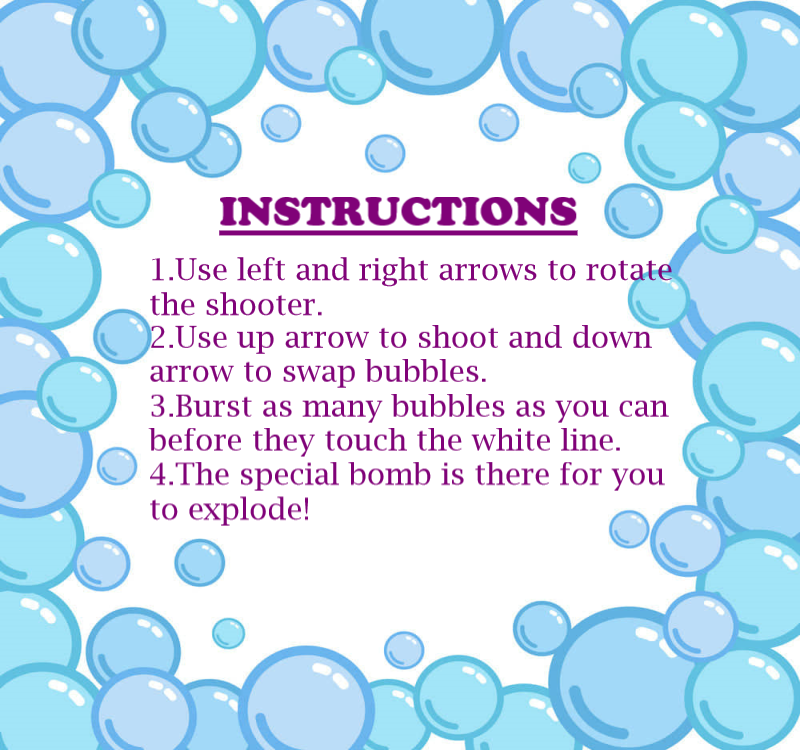 INSTRUCTIONS
1.Use left and right arrows to rotate
the shooter.
2.Use up arrow to shoot and down
arrow to swap bubbles.
3.Burst as many bubbles as you can
before they touch the white line.
4.The special bomb is there for you
to explode!